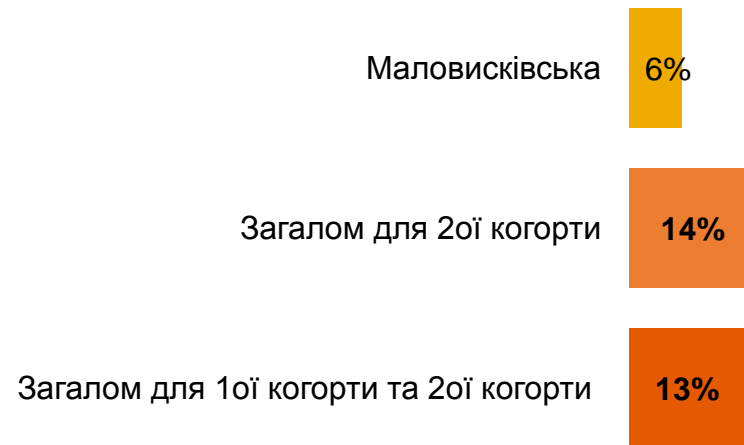 Маловисківська 6%
Загалом для 2ої когорти 14%
Загалом для 1ої когорти та 2ої когорти 13%